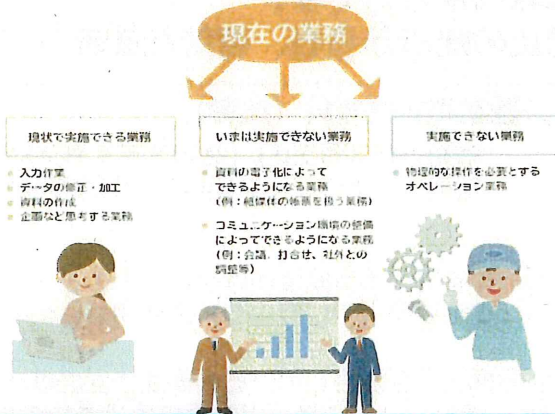 現在の業務
現状で実施できる業務
入力作業
データの修正・加工
資料の作成
企画など思考する業務
いまは実施できない業務
資料の電子化によって
できるようになる業務
(例:紙媒体の帳票を扱う業務)
コミュニケーション環境の整備
によってできるようになる業務
(例:会議、打合せ、社外との
調整等)
実施できない業務
物理的な操作を必要とする
オペレーション業務